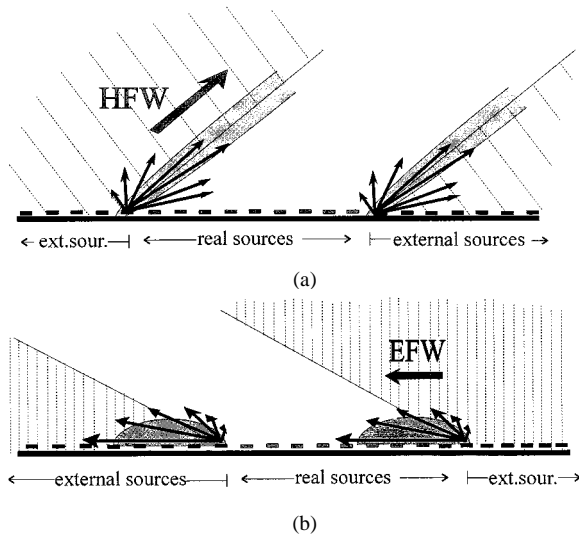 HFW
ext.sour. real sources external sources
(a)
EFW
external sources real sources ext.sour.
(b)